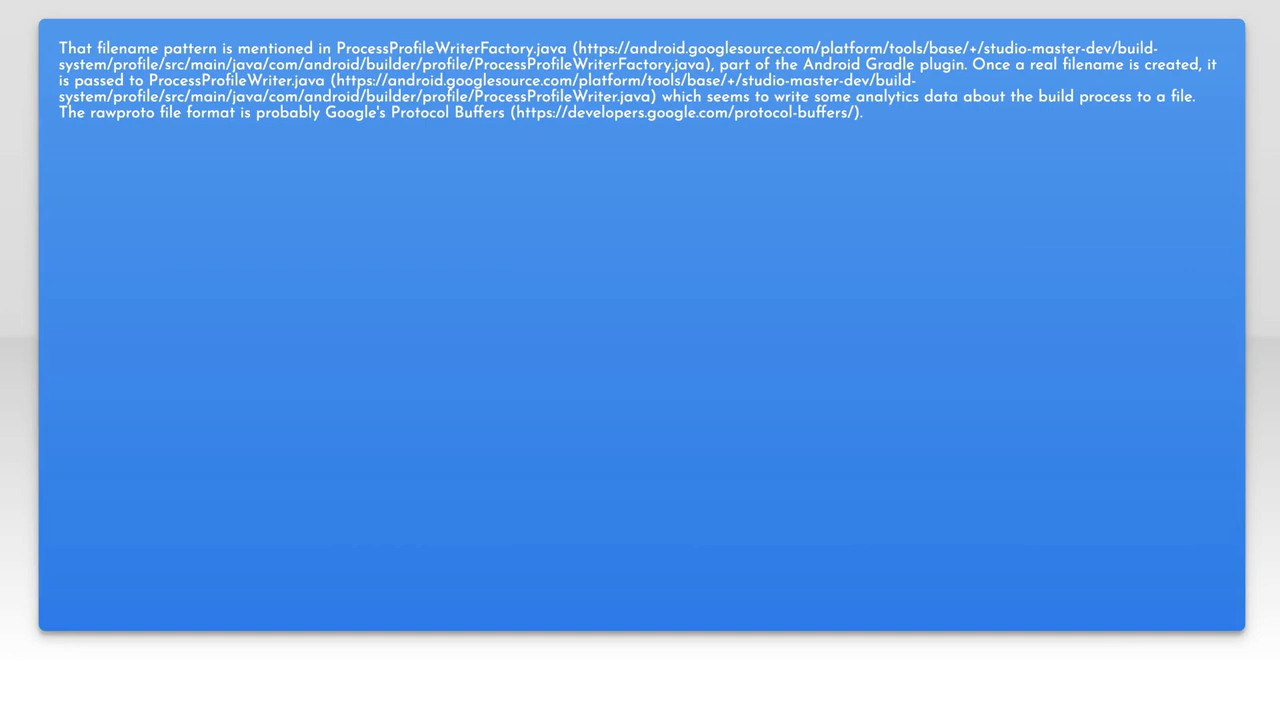 That filename pattern is mentioned in ProcessProfileWriterFactory.java (https://android.googlesource.com/platform/tools/base/+/studio-master-dev/build-
system/profile/src/main/java/com/android/builder/profile/ProcessProfileWriterFactory.java), part of the Android Gradle plugin. Once a real filename is created, it
is passed to ProcessProfileWriter.java (https://android.googlesource.com/platform/tools/base/+/studio-master-dev/build-
system/profile/src/main/java/com/android/builder/profile/ProcessProfileWriter.java) which seems to write some analytics data about the build process to a file.
The rawproto file format is probably Google's Protocol Buffers (https://developers.google.com/protocol-buffers/).